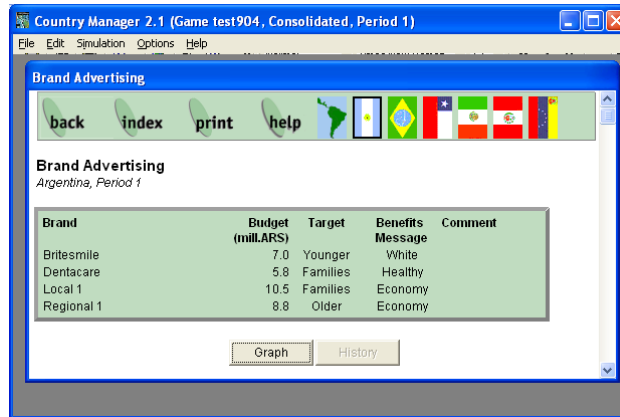 Country Manager 2.1 (Game test904, Consolidated, Period 1)
File Edit Simulation Options Help
Brand Advertising
back index print help
Brand Advertising
Argentina, Period 1
Brand Budget (mill.ARS) Target Benefits Message Comment
Britesmile 7.0 Younger White
Dentacare 5.8 Families Healthy
Local 1 10.5 Families Economy
Regional 1 8.8 Older Economy
Graph History